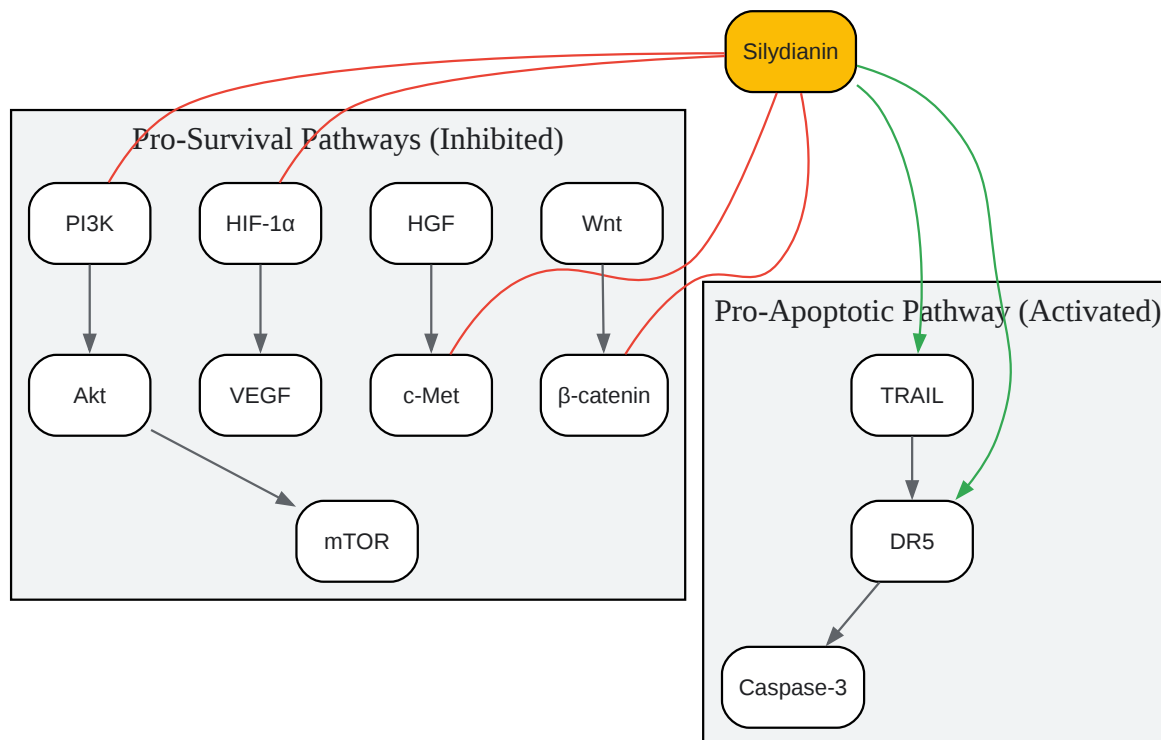 Silydianin
Pro-Survival Pathways (Inhibited)
PI3K
HIF-1α
HGF
Wnt
Pro-Apoptotic Pathway (Activated)
Akt
VEGF
c-Met
β-catenin
TRAIL
mTOR
DR5
Caspase-3